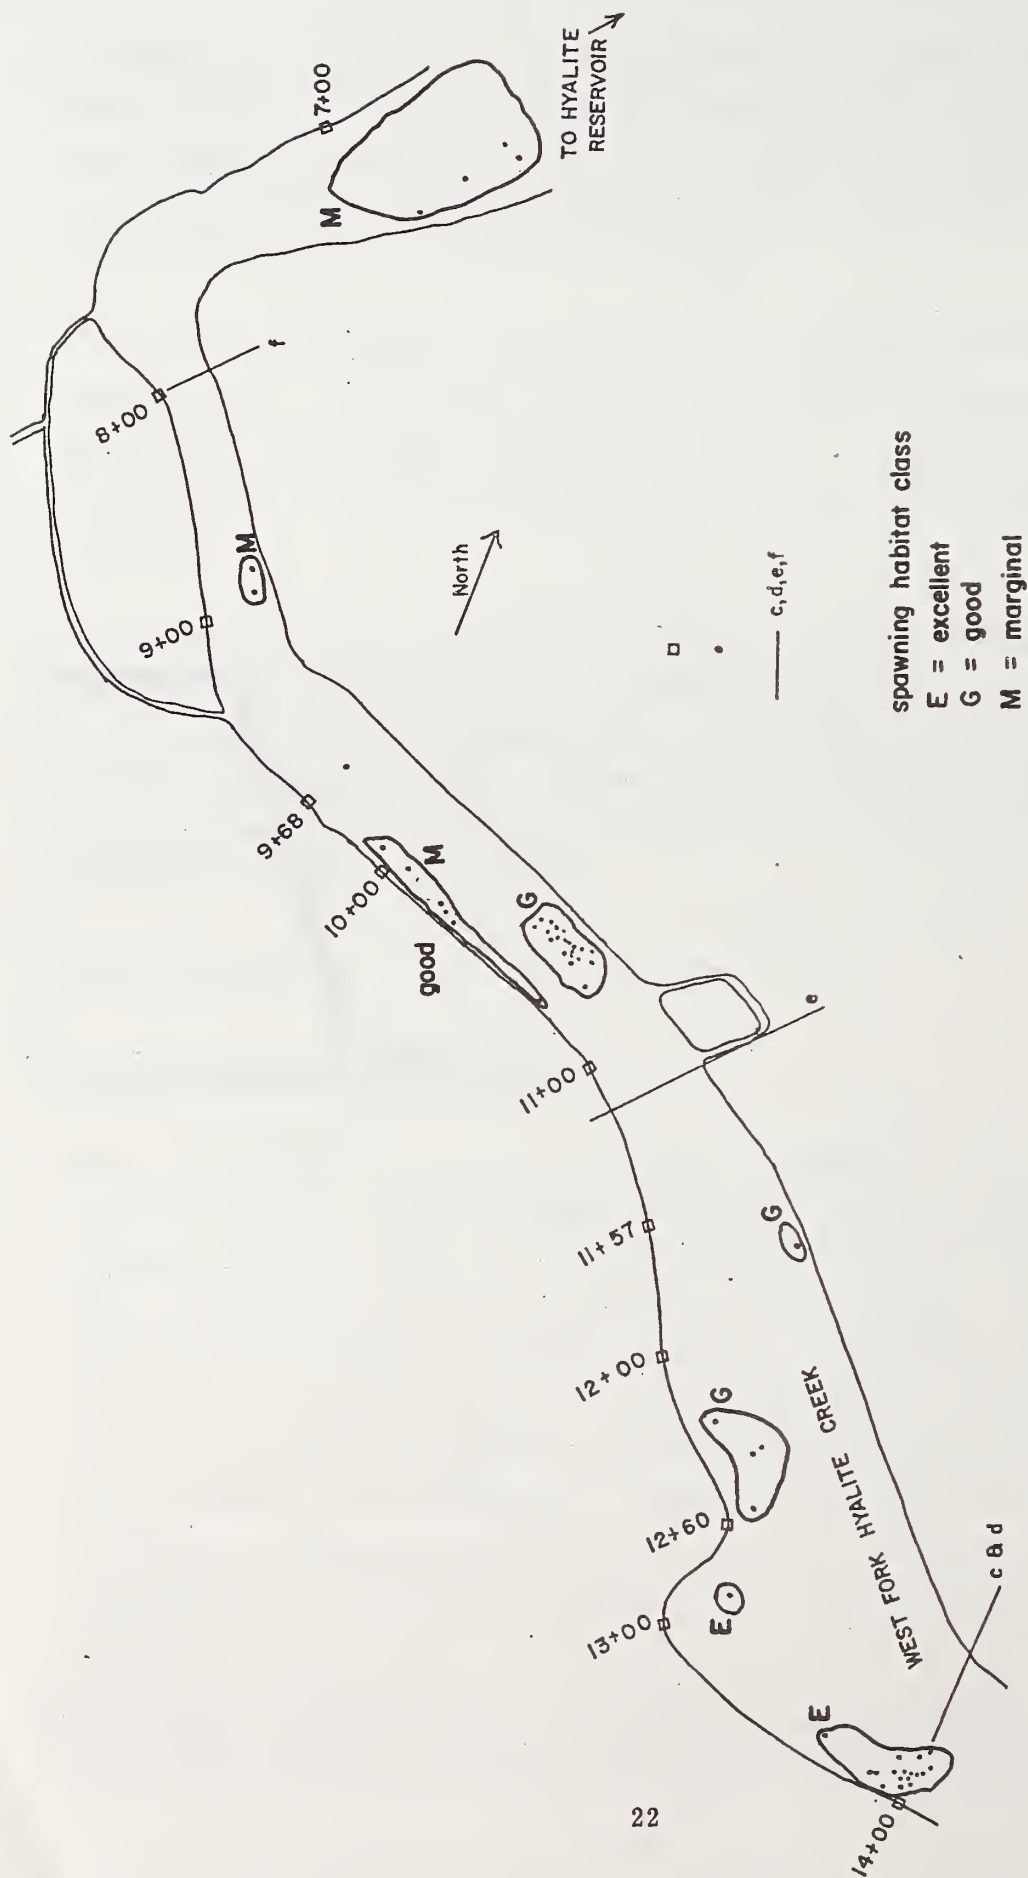 TO HYALITE
RESERVOIR
7+00
M
f
8+00
M
9+00
North
c,d,e,f
spawning habitat class
E = excellent
G = good
M = marginal
9+68
10+00
M
good
G
e
11+00
11+57
G
12+00
G
WEST FORK HYALITE CREEK
12+60
E
13+00
E
c & d
14+00
22